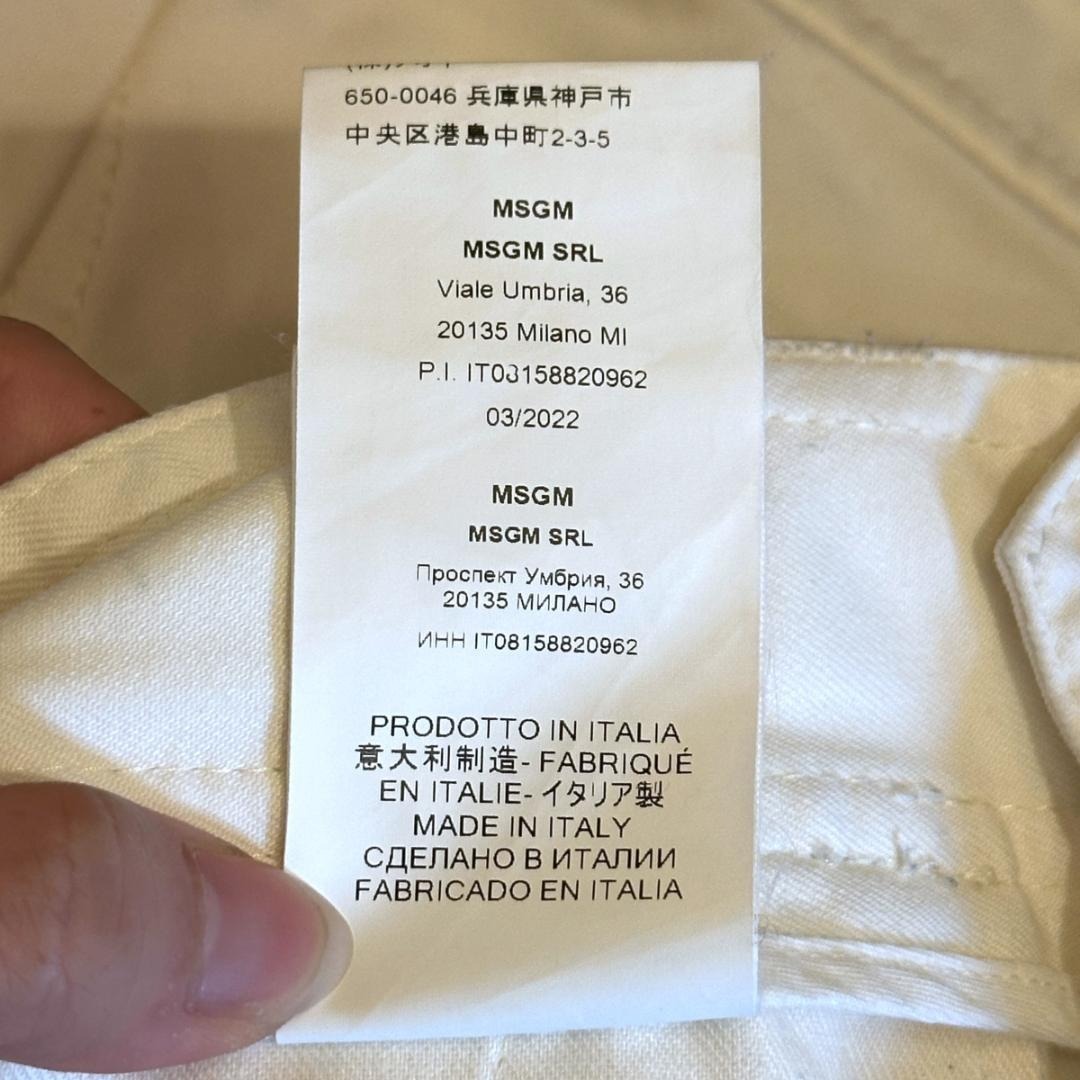 650-0046 兵庫県神戸市
中央区港島中町2-3-5
MSGM
MSGM SRL
Viale Umbria, 36
20135 Milano MI
P.I. IT08158820962
03/2022
MSGM
MSGM SRL
Проспект Умбрия, 36
20135 МИЛАНО
ИНН IT08158820962
PRODOTTO IN ITALIA
意大利制造- FABRIQUÉ
EN ITALIE- イタリア製
MADE IN ITALY
СДЕЛАНО В ИТАЛИИ
FABRICADO EN ITALIA